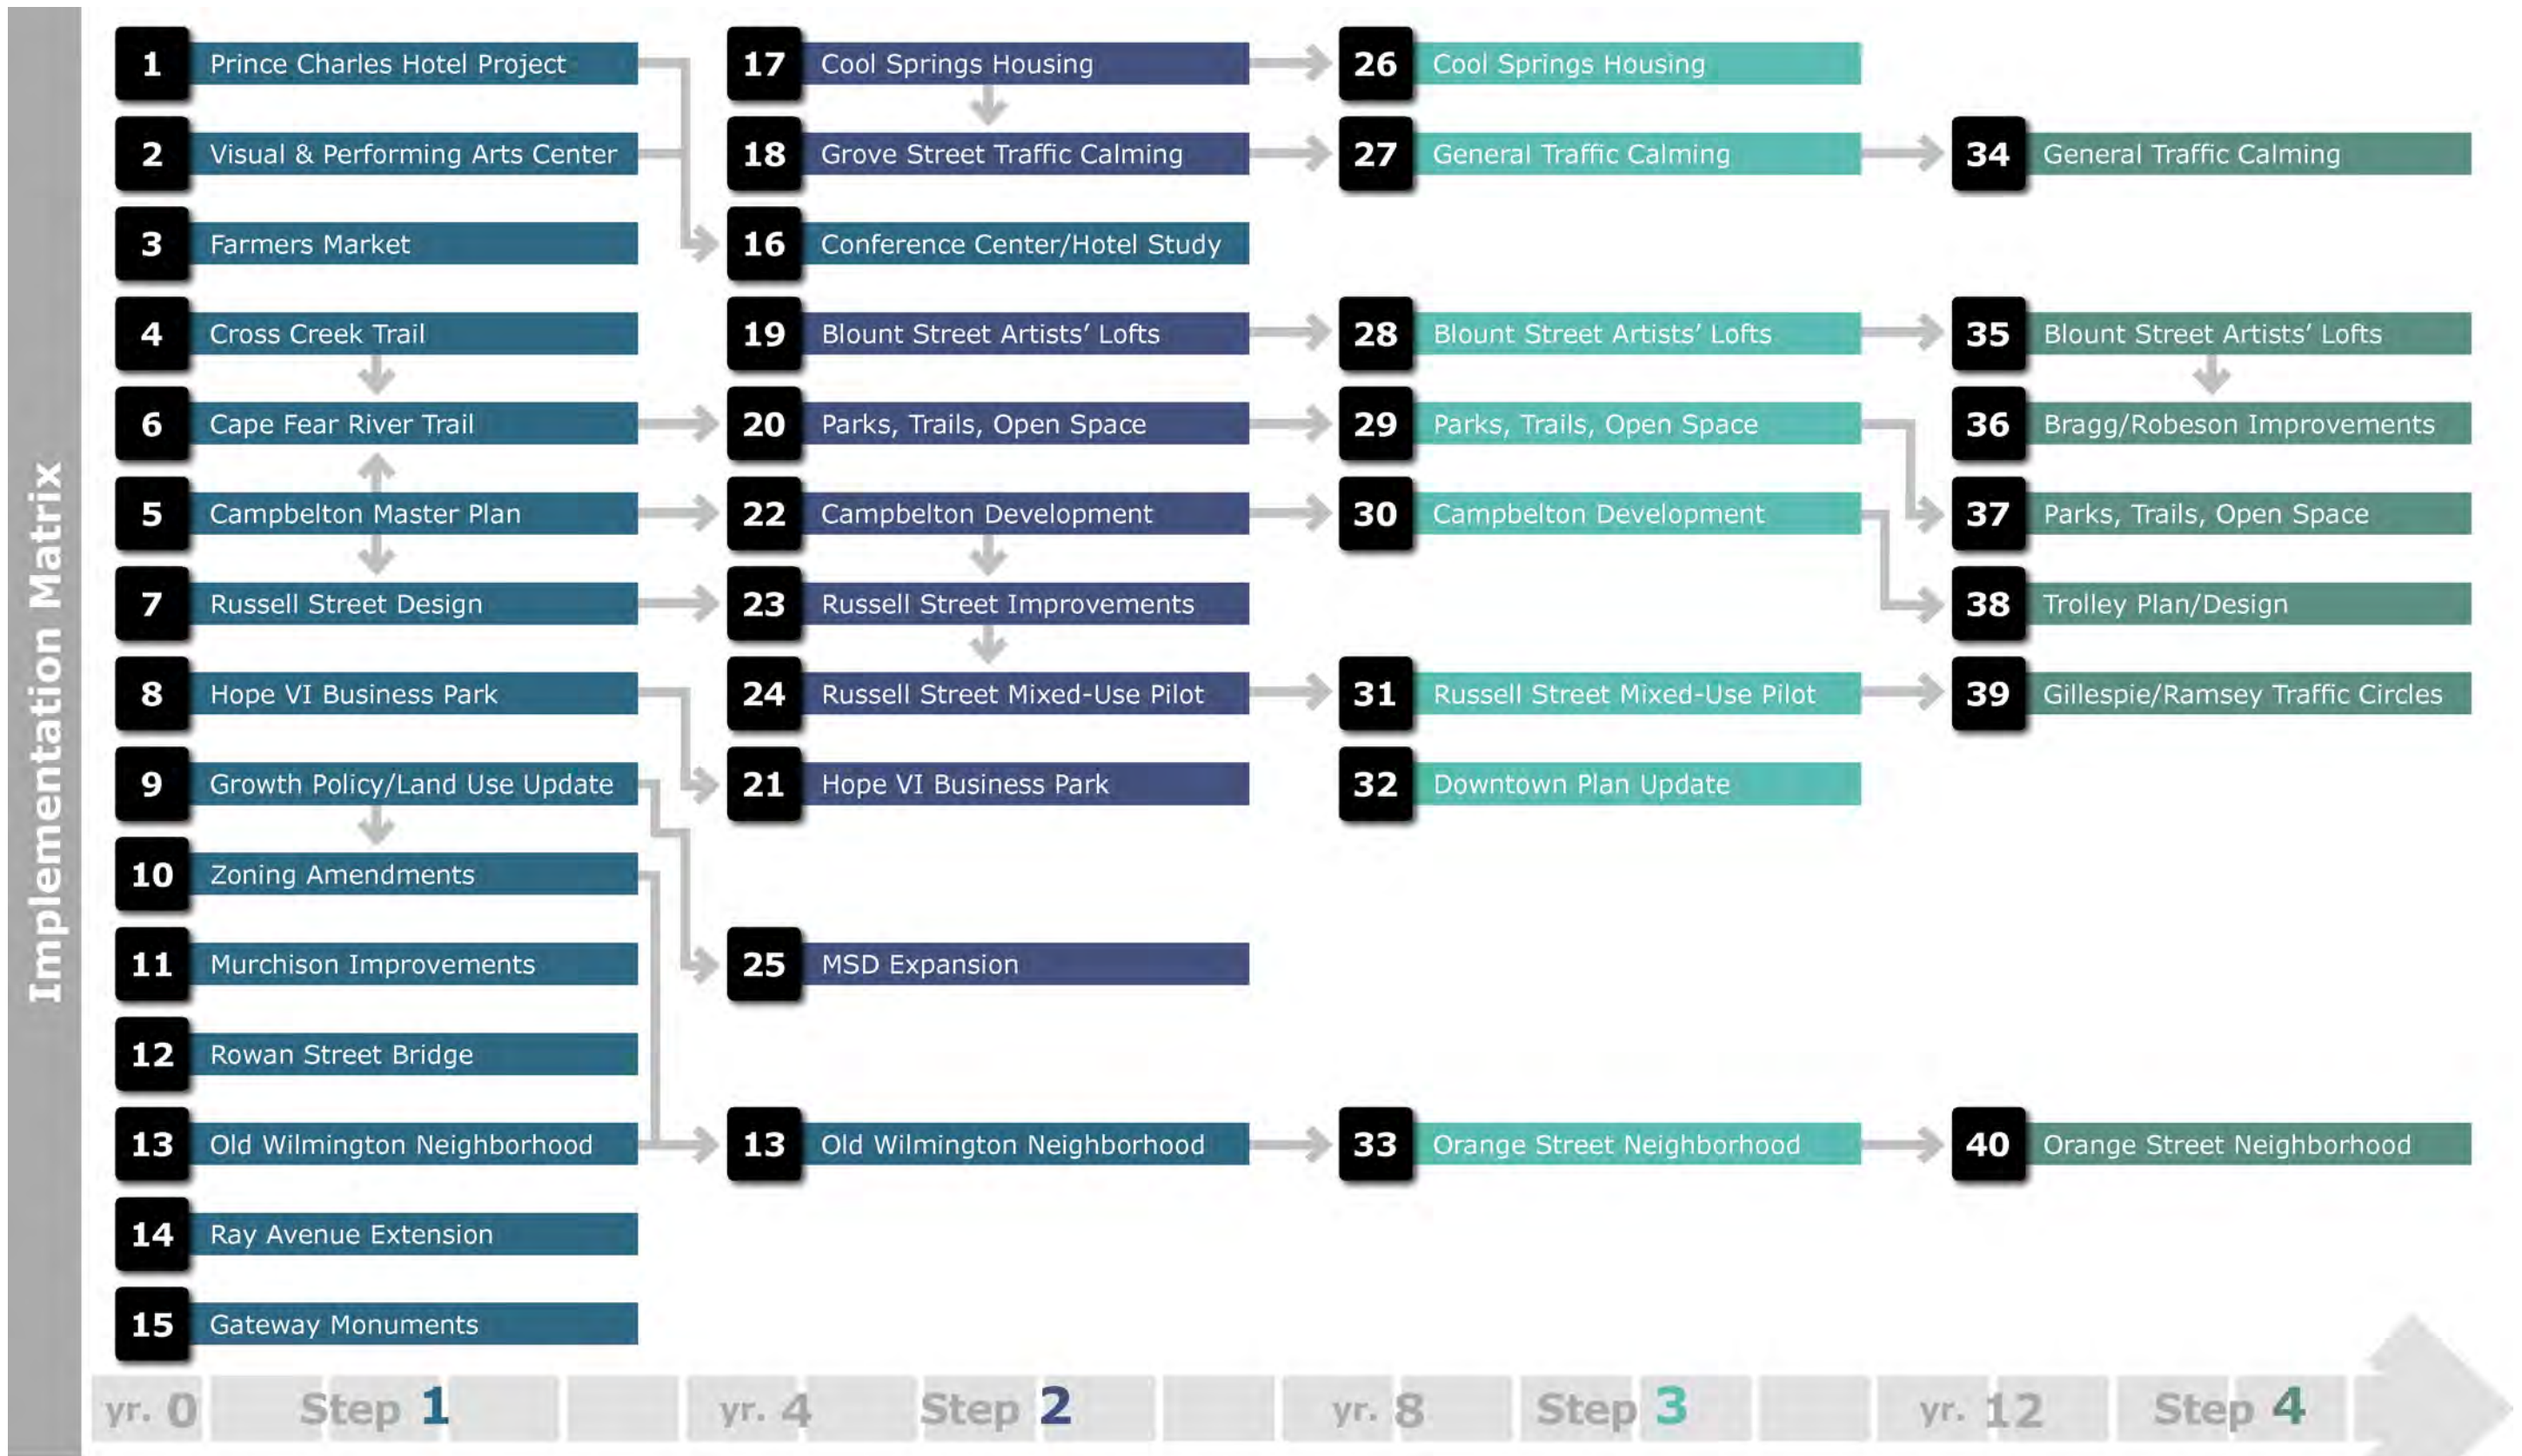 Implementation Matrix
1 Prince Charles Hotel Project
2 Visual & Performing Arts Center
3 Farmers Market
4 Cross Creek Trail
6 Cape Fear River Trail
5 Campbelton Master Plan
7 Russell Street Design
8 Hope VI Business Park
9 Growth Policy/Land Use Update
10 Zoning Amendments
11 Murchison Improvements
12 Rowan Street Bridge
13 Old Wilmington Neighborhood
14 Ray Avenue Extension
15 Gateway Monuments
17 Cool Springs Housing
18 Grove Street Traffic Calming
16 Conference Center/Hotel Study
19 Blount Street Artists' Lofts
20 Parks, Trails, Open Space
22 Campbelton Development
23 Russell Street Improvements
24 Russell Street Mixed-Use Pilot
21 Hope VI Business Park
25 MSD Expansion
13 Old Wilmington Neighborhood
26 Cool Springs Housing
27 General Traffic Calming
28 Blount Street Artists' Lofts
29 Parks, Trails, Open Space
30 Campbelton Development
31 Russell Street Mixed-Use Pilot
32 Downtown Plan Update
33 Orange Street Neighborhood
34 General Traffic Calming
35 Blount Street Artists' Lofts
36 Bragg/Robeson Improvements
37 Parks, Trails, Open Space
38 Trolley Plan/Design
39 Gillespie/Ramsey Traffic Circles
40 Orange Street Neighborhood
yr. 0 Step 1 yr. 4 Step 2 yr. 8 Step 3 yr. 12 Step 4